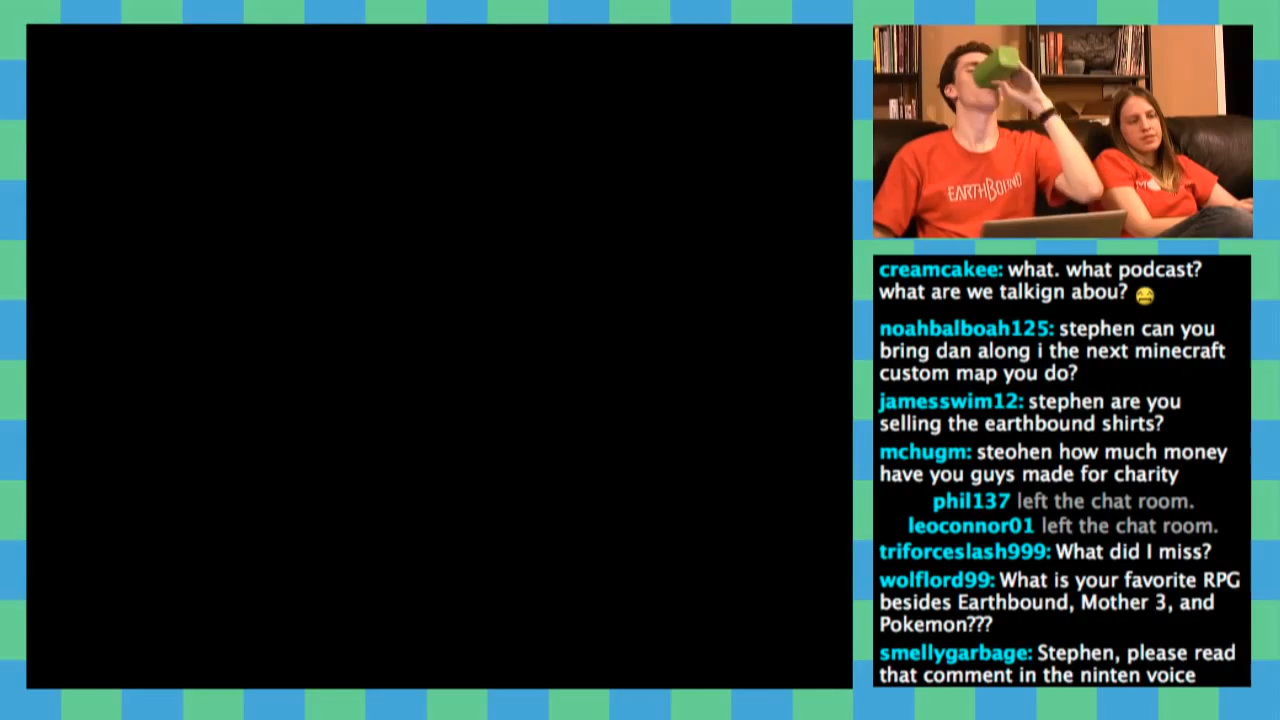 EARTHBOUND
creamcakee: what. what podcast?
what are we talkign abou?
noahbalboah125: stephen can you
bring dan along i the next minecraft
custom map you do?
jamesswim12: stephen are you
selling the earthbound shirts?
mchugm: steohen how much money
have you guys made for charity
phil137 left the chat room.
leoconnor01 left the chat room.
triforceslash999: What did I miss?
wolflord99: What is your favorite RPG
besides Earthbound, Mother 3, and
Pokemon???
smellygarbage: Stephen, please read
that comment in the ninten voice